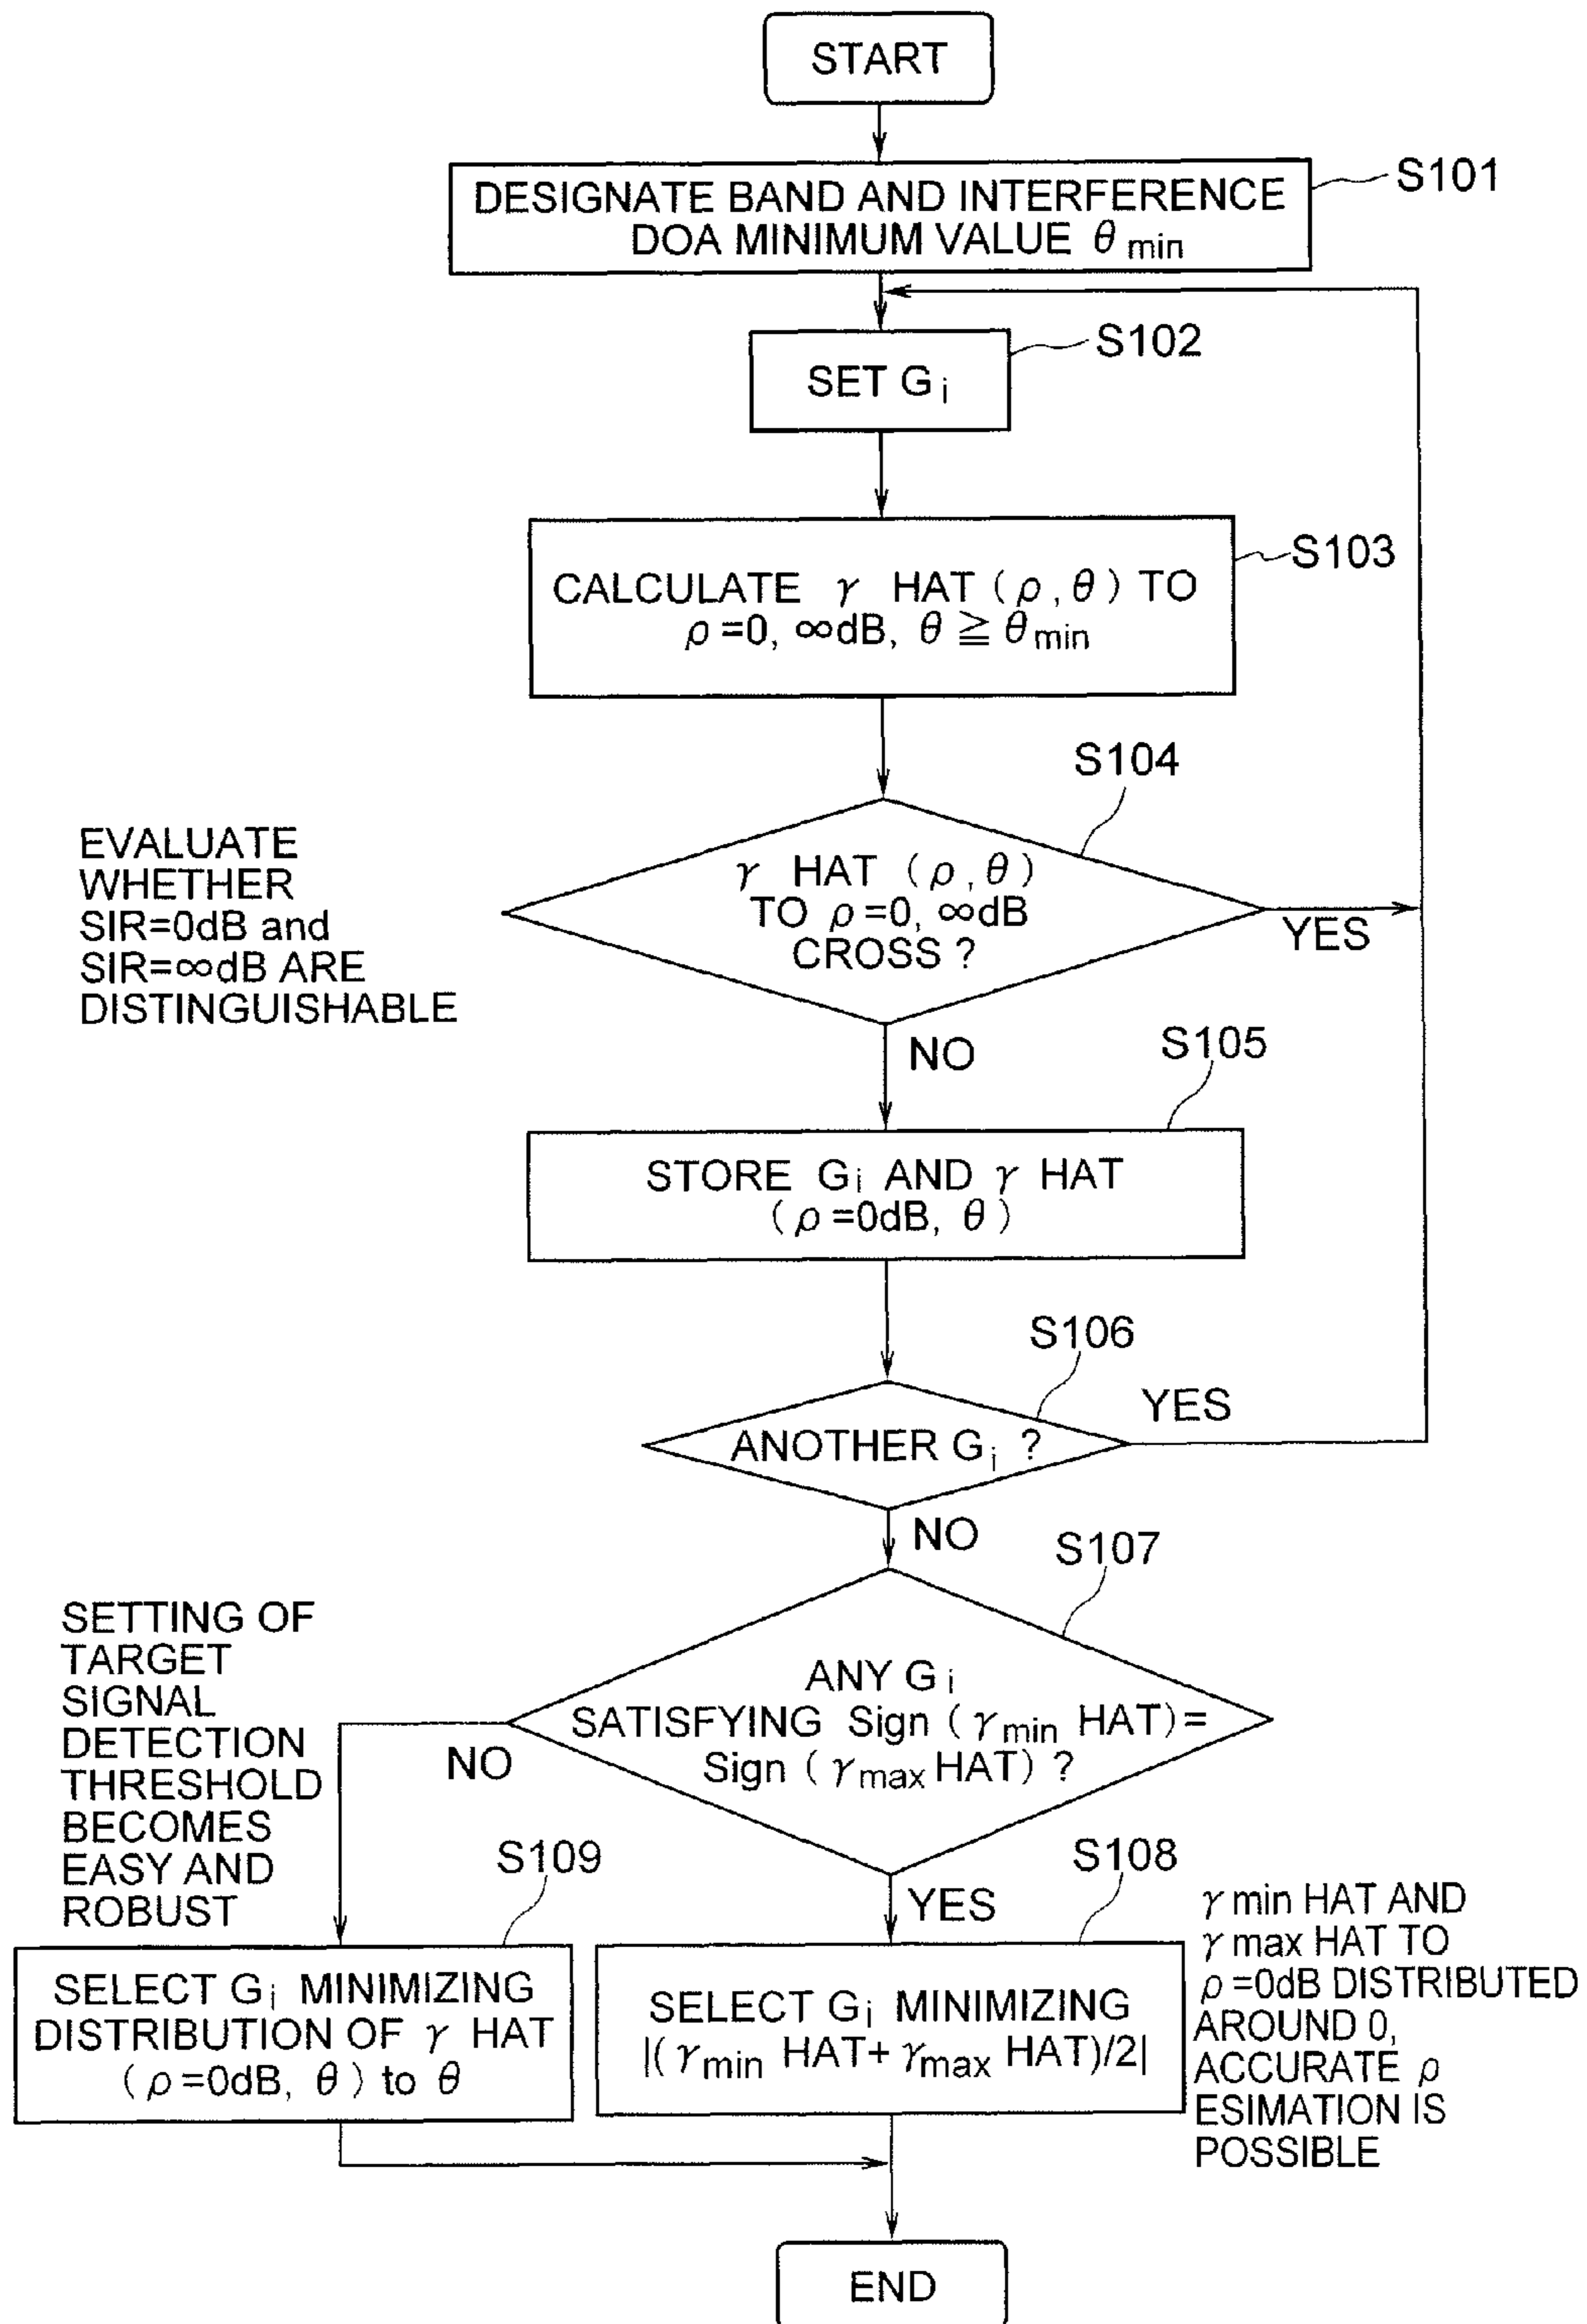 START
DESIGNATE BAND AND INTERFERENCE
DOA MINIMUM VALUE θ min
S101
SET G i
S102
CALCULATE γ HAT (ρ, θ) TO
ρ=0, ∞dB, θ ≧ θ min
S103
S104
EVALUATE
WHETHER
SIR=0dB and
SIR=∞dB ARE
DISTINGUISHABLE
γ HAT (ρ, θ)
TO ρ=0, ∞dB
CROSS ?
YES
NO
S105
STORE G i AND γ HAT
(ρ=0dB, θ)
S106
ANOTHER G i ?
YES
NO
S107
ANY G i
SATISFYING Sign (γ min HAT)=
Sign (γ max HAT) ?
NO
YES
SETTING OF
TARGET
SIGNAL
DETECTION
THRESHOLD
BECOMES
EASY AND
ROBUST
S109
SELECT G i MINIMIZING
DISTRIBUTION OF γ HAT
(ρ=0dB, θ) to θ
S108
SELECT G i MINIMIZING
|(γ min HAT+γ max HAT)/2|
γ min HAT AND
γ max HAT TO
ρ=0dB DISTRIBUTED
AROUND 0,
ACCURATE ρ
ESIMATION IS
POSSIBLE
END